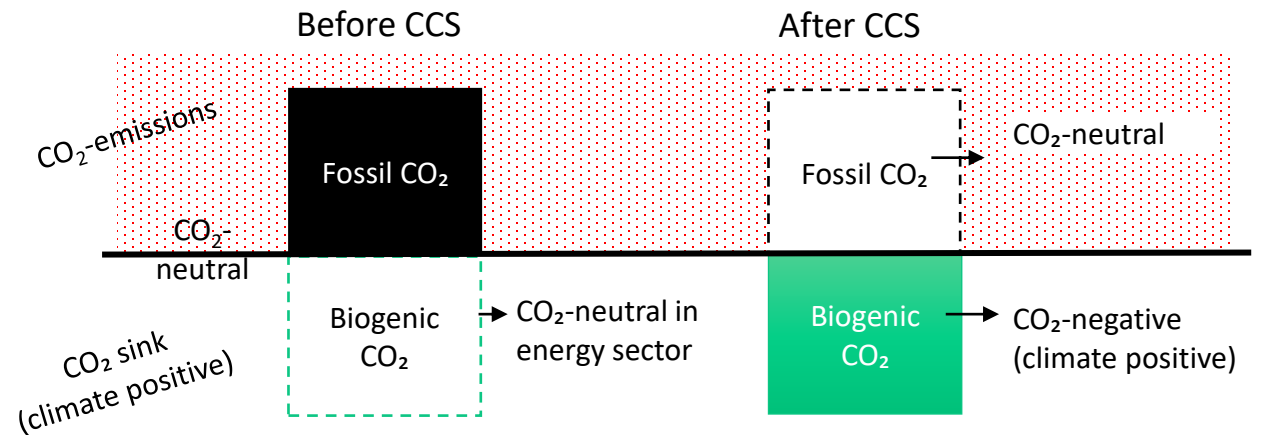 Before CCS
After CCS
CO₂-emissions
Fossil CO₂
Fossil CO₂
CO₂-neutral
CO₂-
neutral
CO₂ sink
(climate positive)
Biogenic
CO₂
CO₂-neutral in
energy sector
Biogenic
CO₂
CO₂-negative
(climate positive)